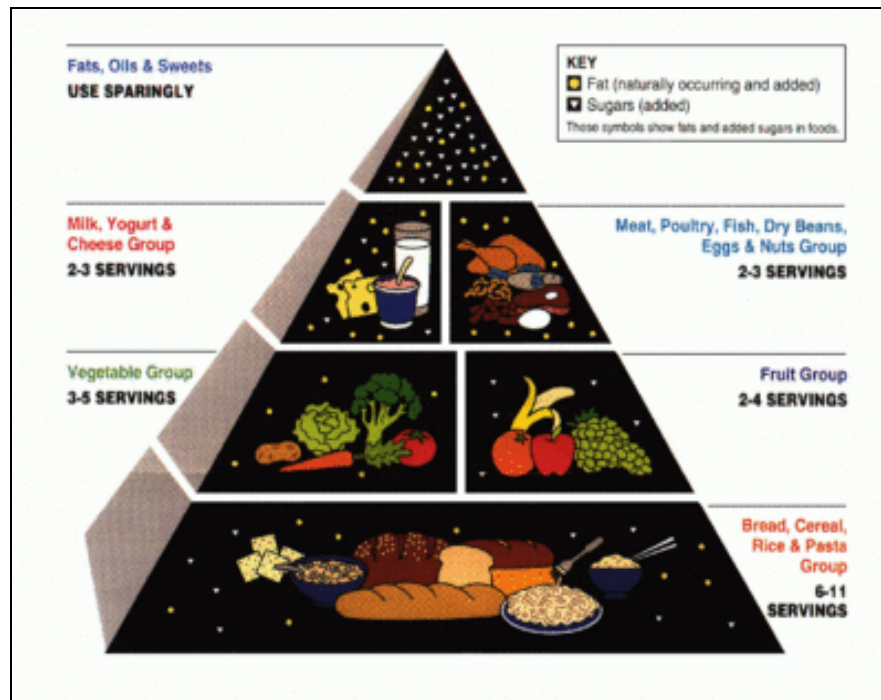 Fats, Oils & Sweets
USE SPARINGLY
KEY
Fat (naturally occurring and added)
Sugars (added)
These symbols show fats and added sugars in foods.
Milk, Yogurt &
Cheese Group
2-3 SERVINGS
Meat, Poultry, Fish, Dry Beans,
Eggs & Nuts Group
2-3 SERVINGS
Vegetable Group
3-5 SERVINGS
Fruit Group
2-4 SERVINGS
Bread, Cereal,
Rice & Pasta
Group
6-11
SERVINGS